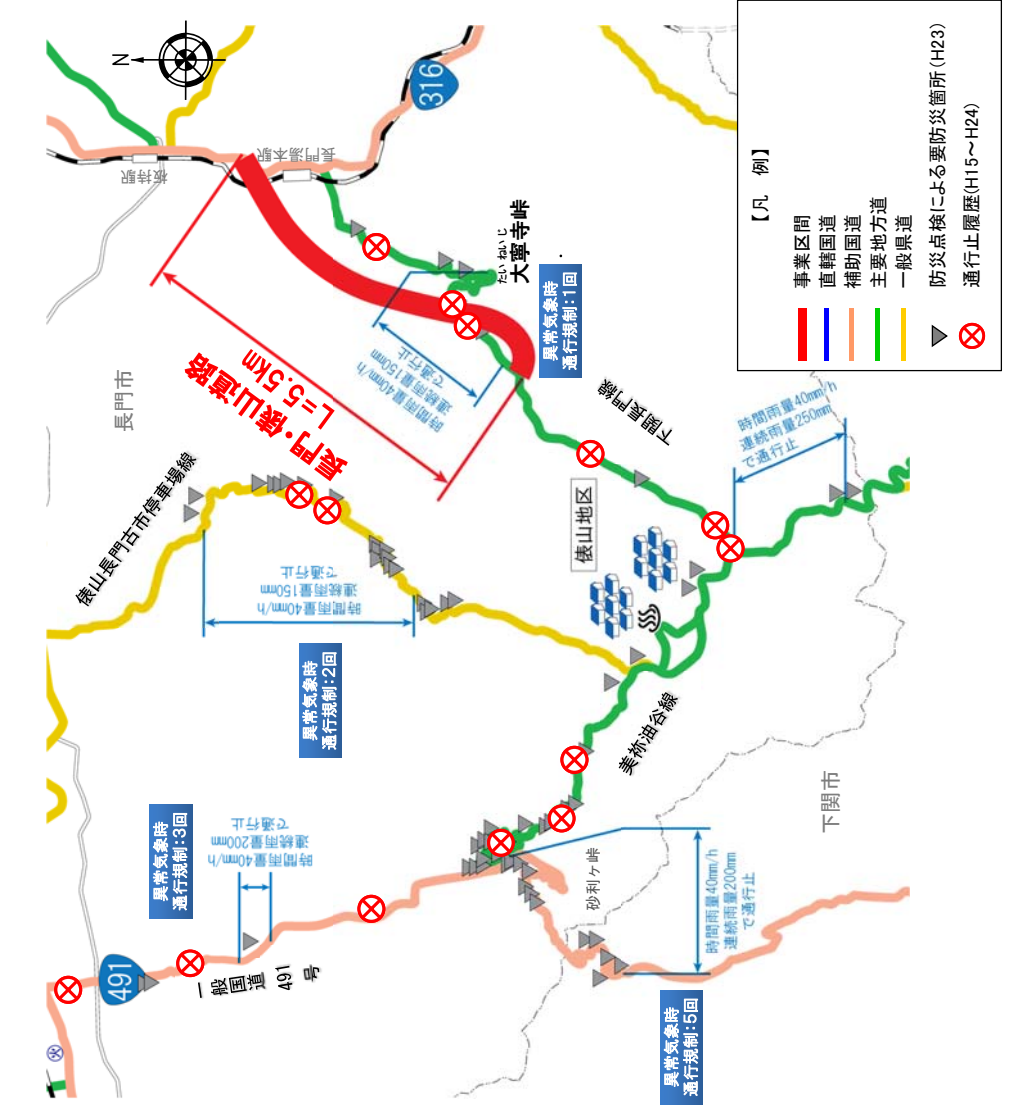 N
316
板持駅
長門湯本駅
長門市
長門・俵山道路
L=5.5km
たいねいじ
大寧寺峠
時間雨量40mm/h
連続雨量150mm
で通行止
異常気象時
通行規制：1回
下関長門線
俵山長門古市停車場線
時間雨量40mm/h
連続雨量150mm
で通行止
異常気象時
通行規制：2回
俵山地区
時間雨量40mm/h
連続雨量250mm
で通行止
美祢油谷線
下関市
異常気象時
通行規制：3回
時間雨量40mm/h
連続雨量200mm
で通行止
491
一般国道491号
火
砂利ヶ峠
時間雨量40mm/h
連続雨量200mm
で通行止
異常気象時
通行規制：5回
【凡　例】
事業区間
直轄国道
補助国道
主要地方道
一般県道
防災点検による要防災箇所(H23)
通行止履歴(H15～H24)